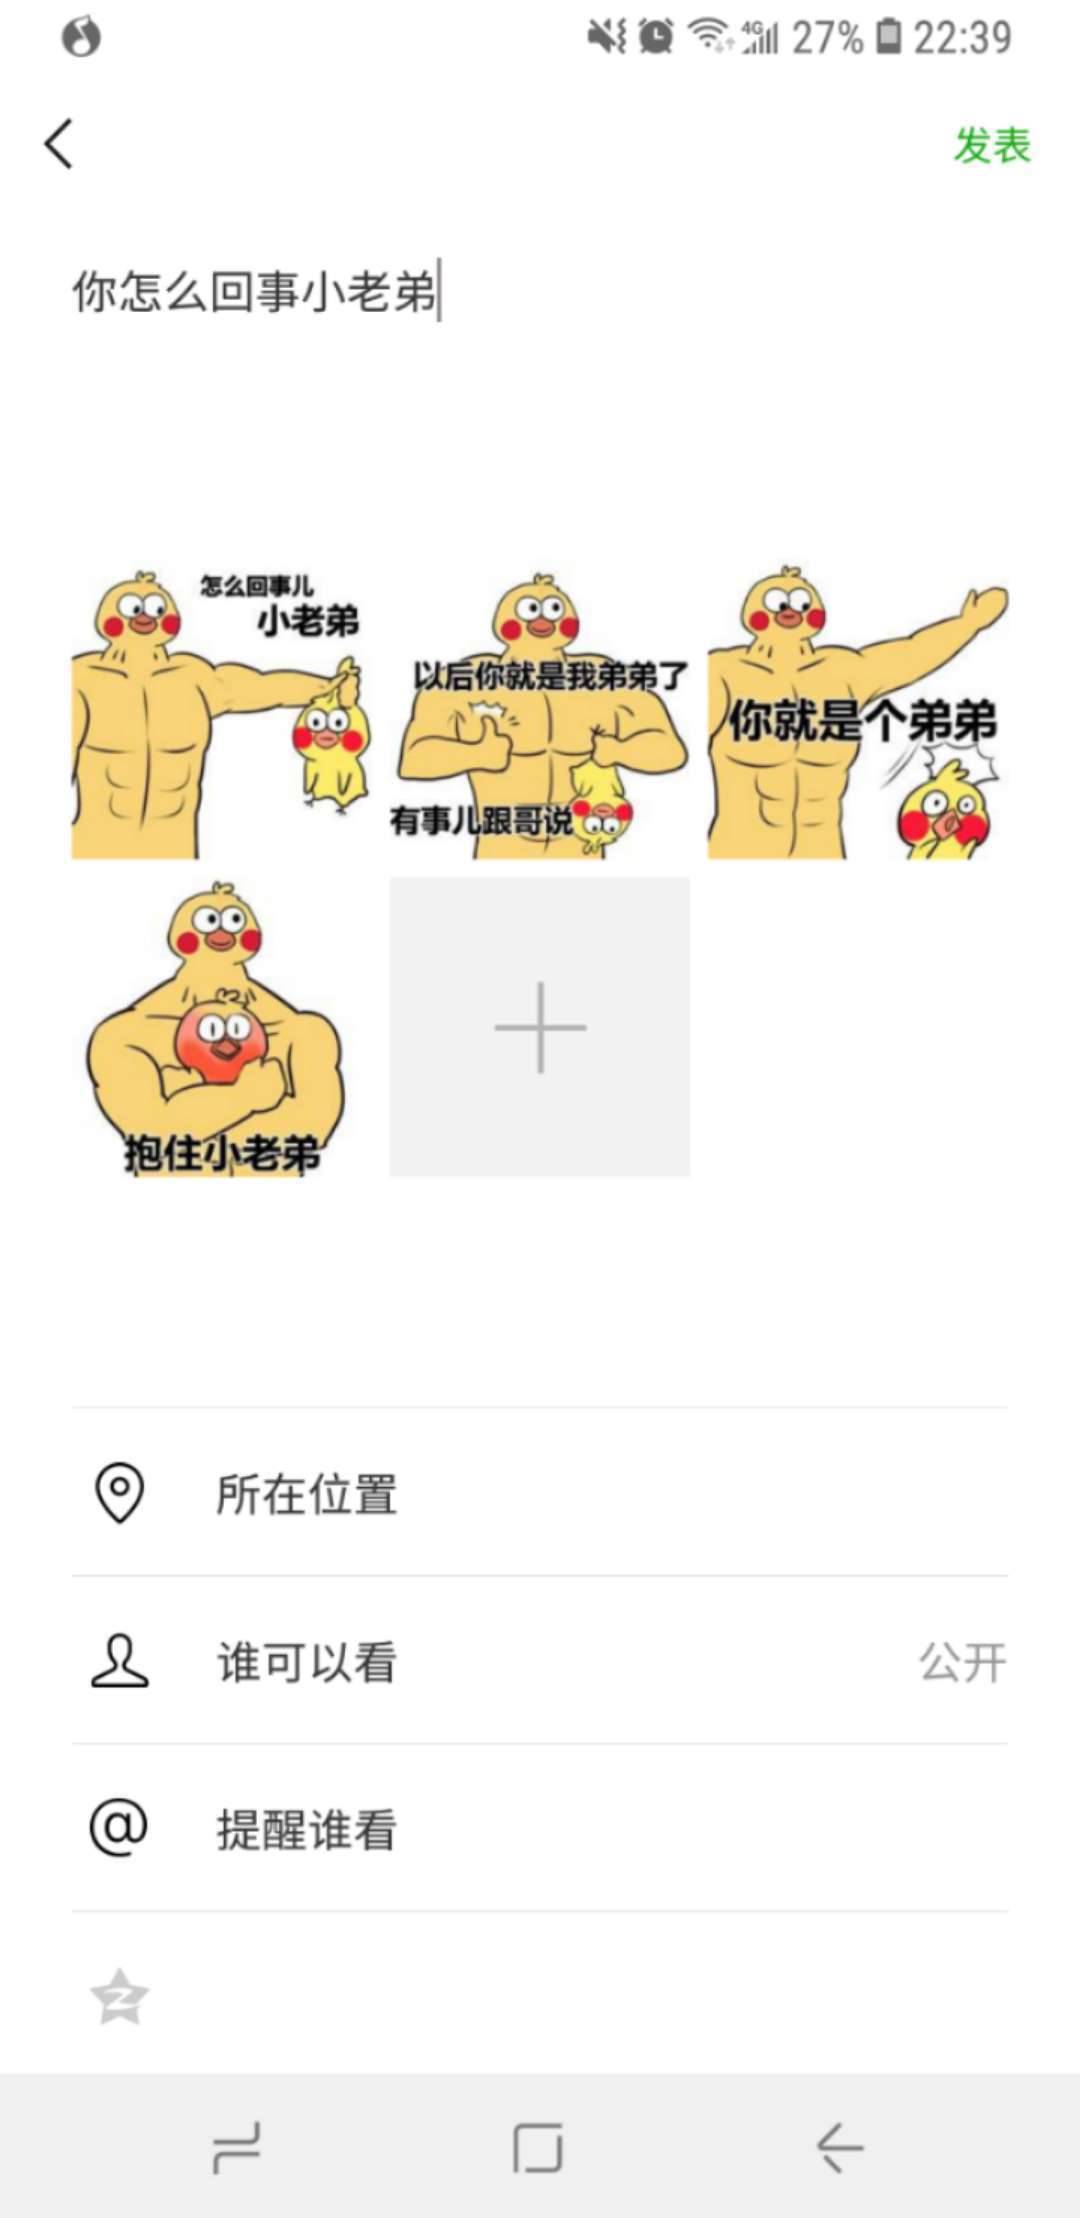 4G 27% 22:39
发表
你怎么回事小老弟
怎么回事儿
小老弟
以后你就是我弟弟了
有事儿跟哥说
你就是个弟弟
抱住小老弟
所在位置
谁可以看 公开
@ 提醒谁看